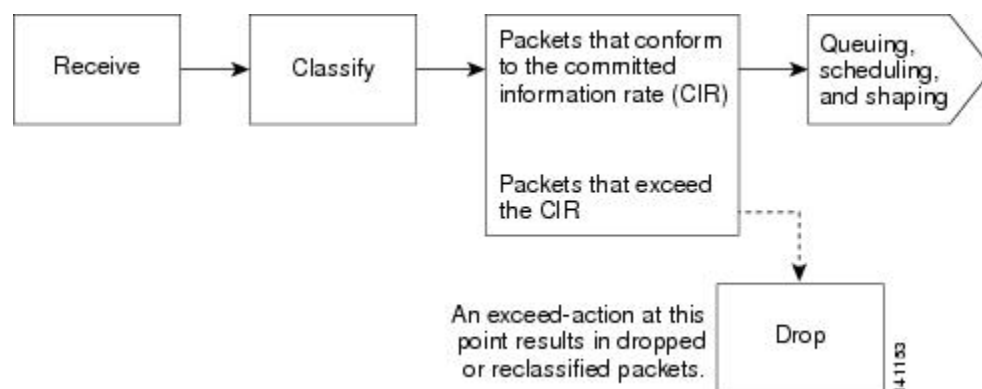 Receive
Classify
Packets that conform
to the committed
information rate (CIR)
Packets that exceed
the CIR
Queuing,
scheduling,
and shaping
An exceed-action at this
point results in dropped
or reclassified packets.
Drop